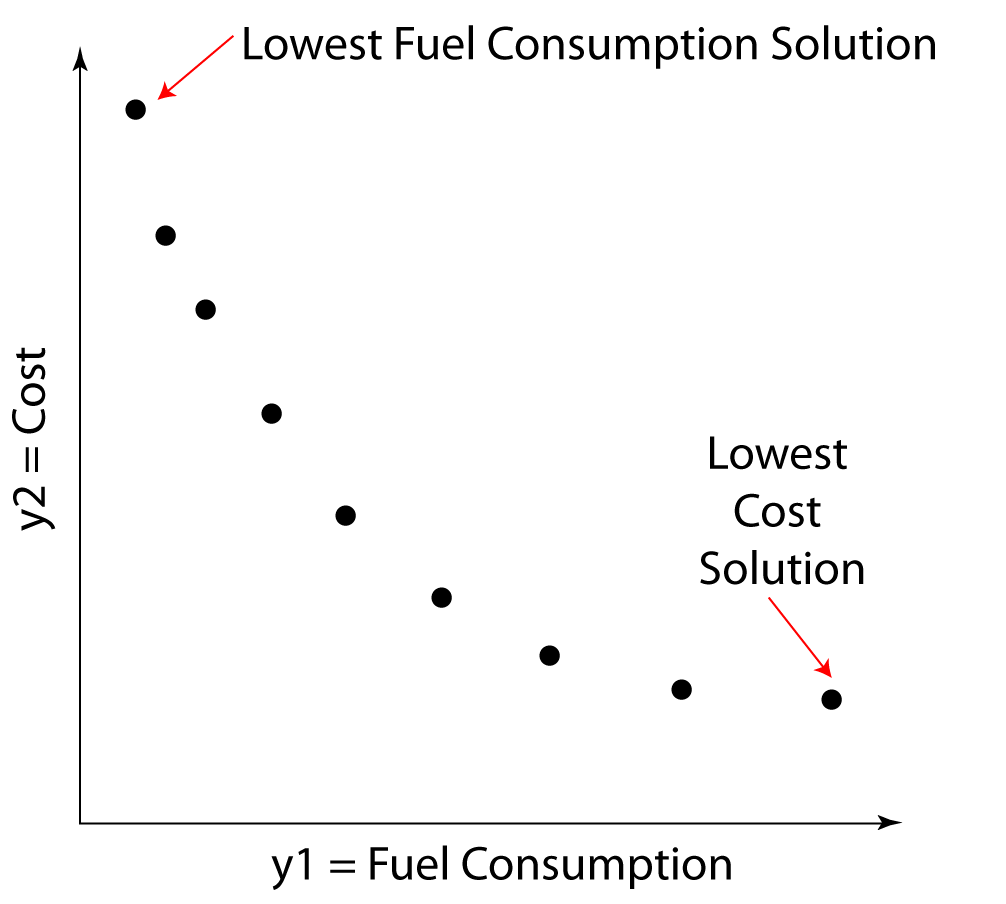 Lowest Fuel Consumption Solution
y2 = Cost
Lowest
Cost
Solution
y1 = Fuel Consumption